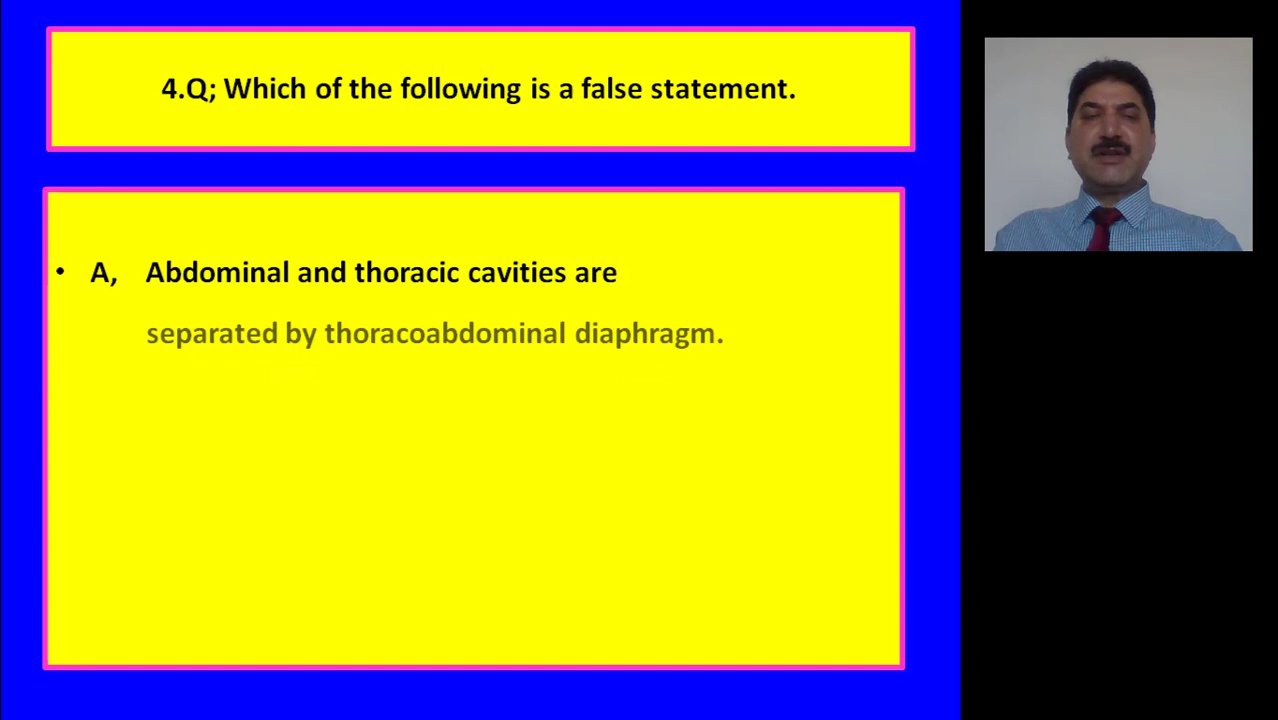 4.Q; Which of the following is a false statement.
• A, Abdominal and thoracic cavities are
separated by thoracoabdominal diaphragm.